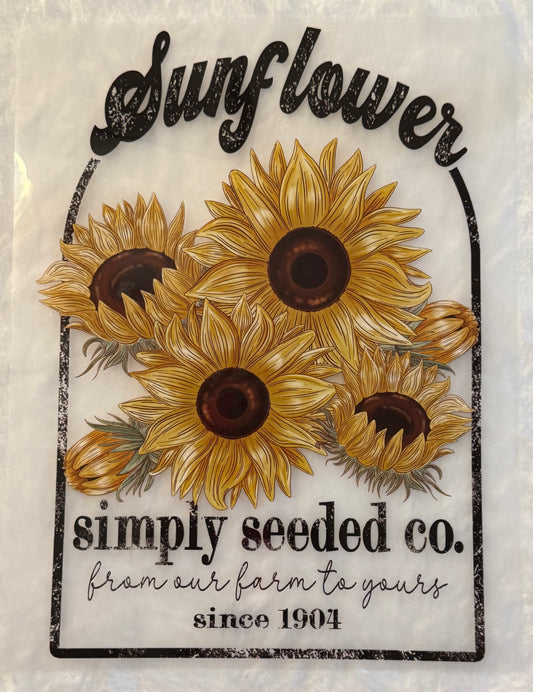 Sunflower
simply seeded co.
from our farm to yours
since 1904